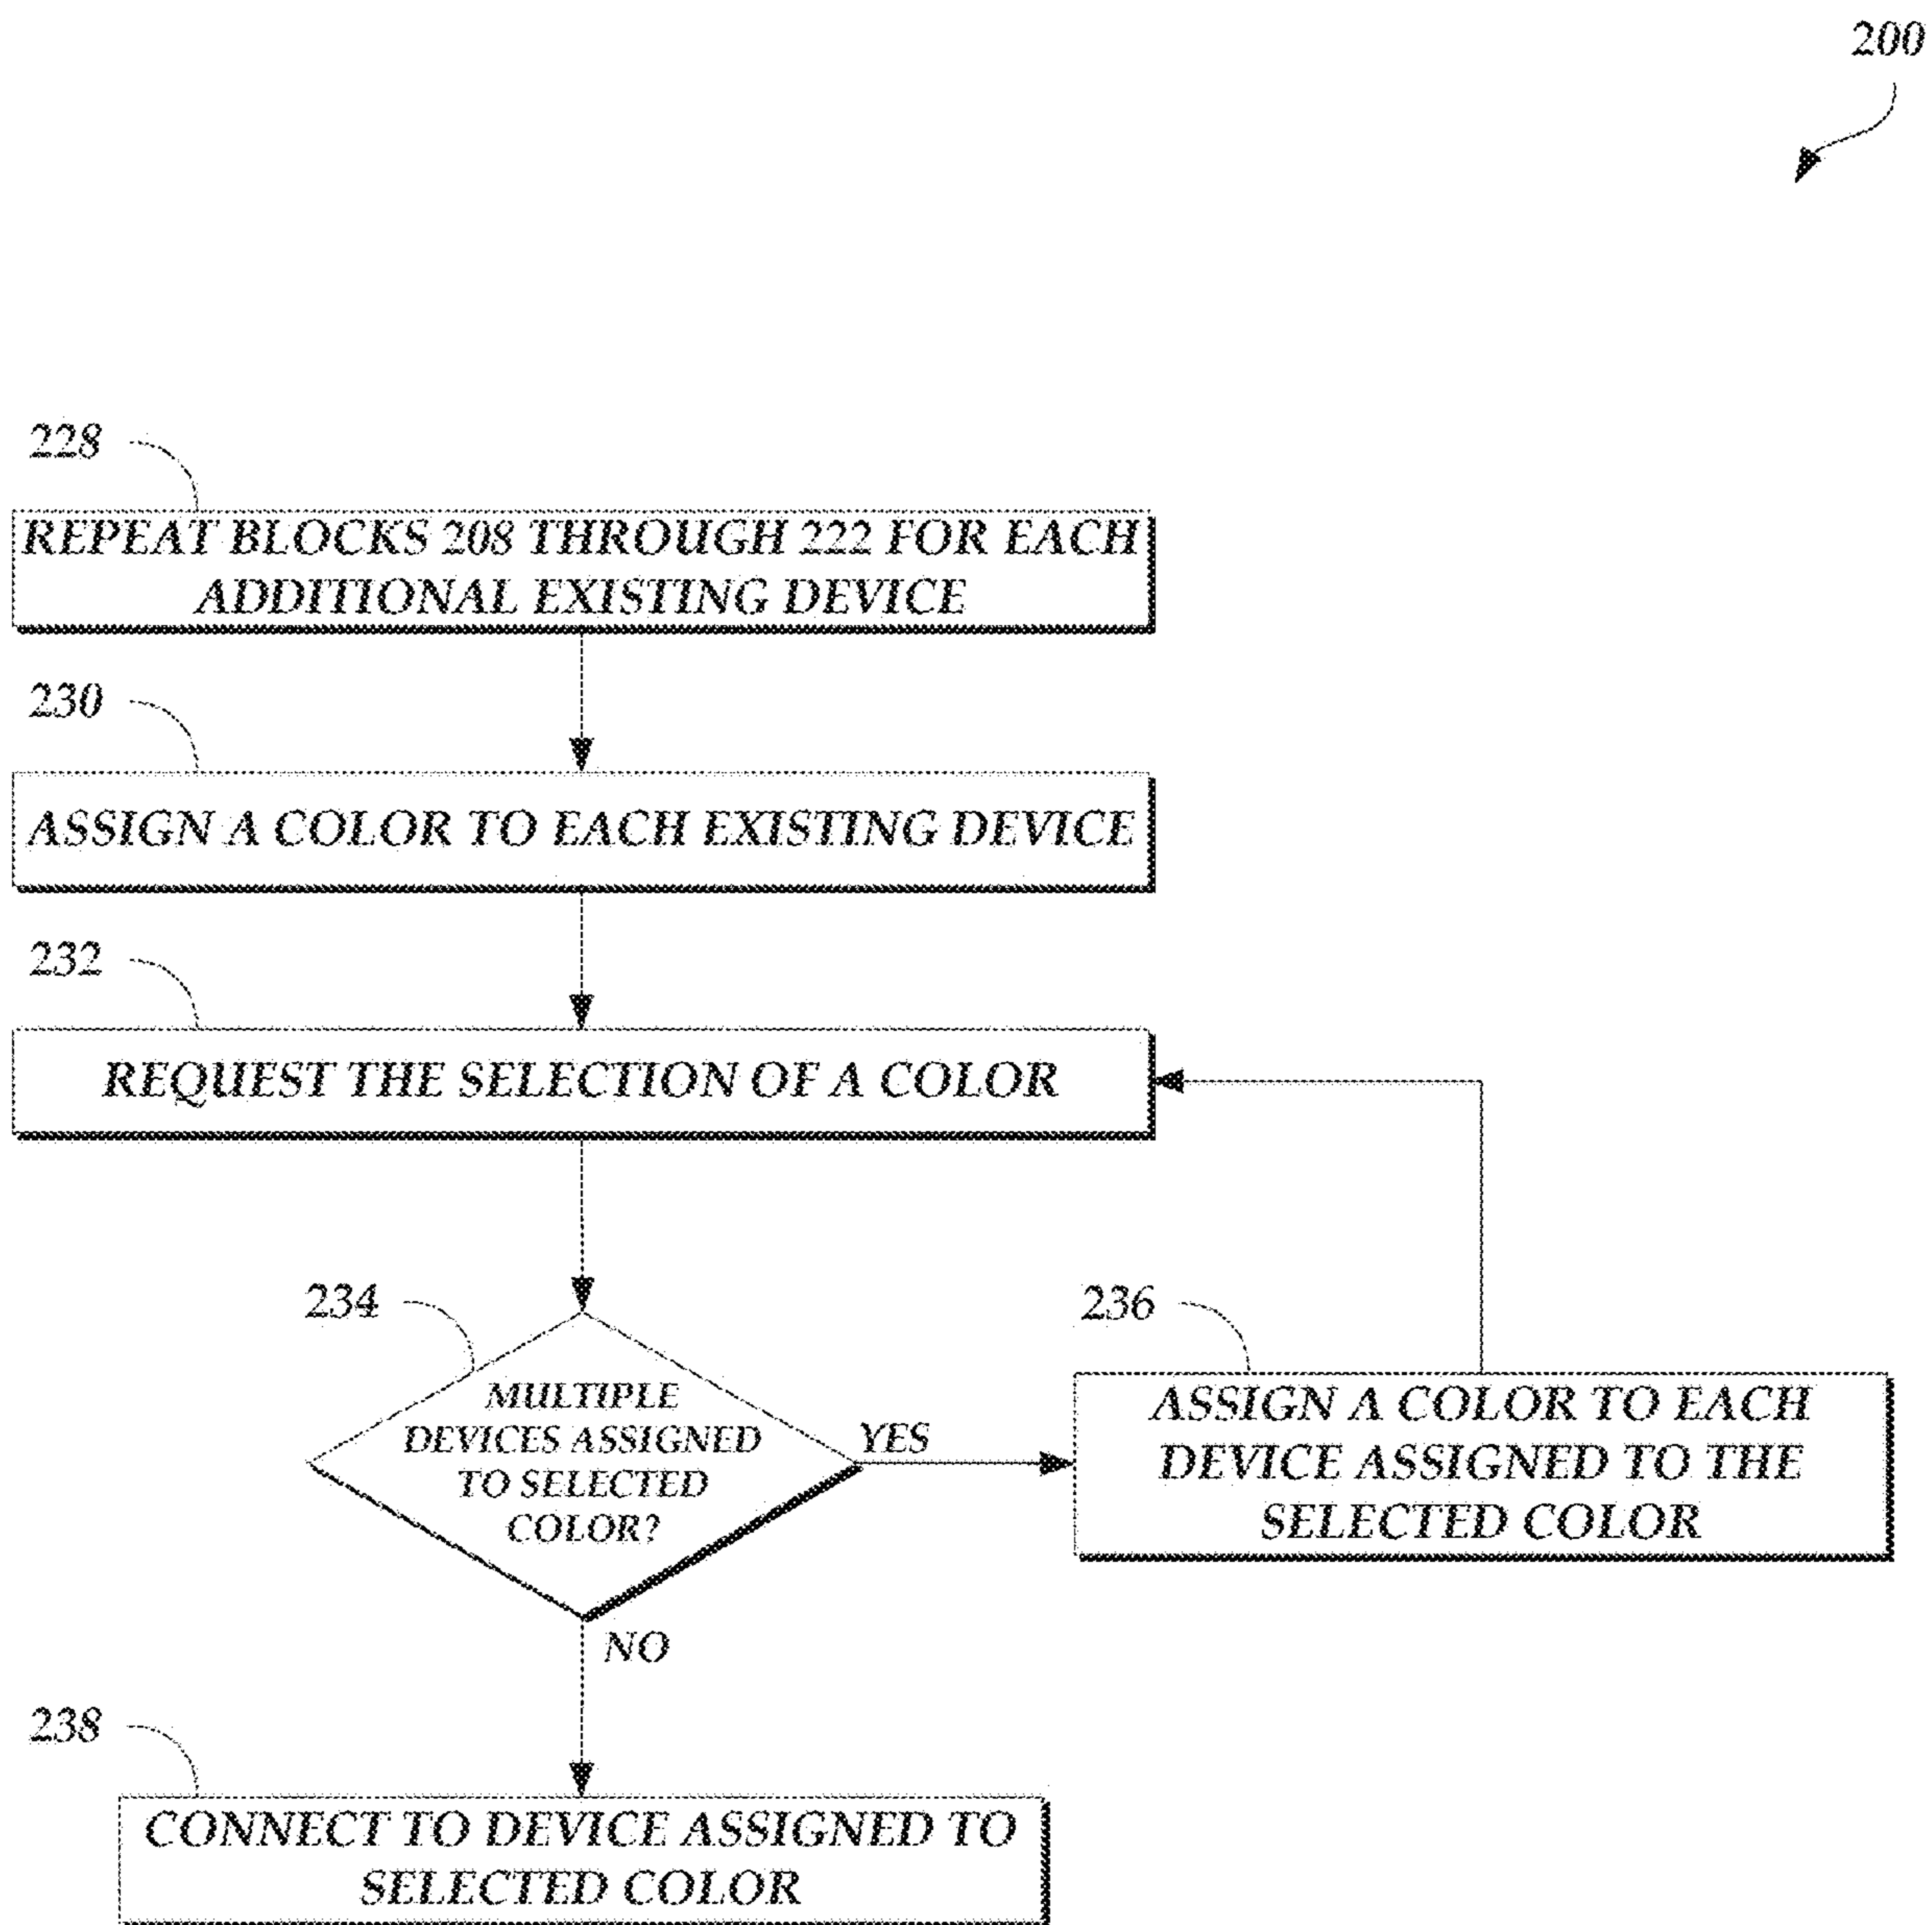 200
228
REPEAT BLOCKS 208 THROUGH 222 FOR EACH
ADDITIONAL EXISTING DEVICE
230
ASSIGN A COLOR TO EACH EXISTING DEVICE
232
REQUEST THE SELECTION OF A COLOR
234
MULTIPLE
DEVICES ASSIGNED
TO SELECTED
COLOR?
YES
NO
236
ASSIGN A COLOR TO EACH
DEVICE ASSIGNED TO THE
SELECTED COLOR
238
CONNECT TO DEVICE ASSIGNED TO
SELECTED COLOR